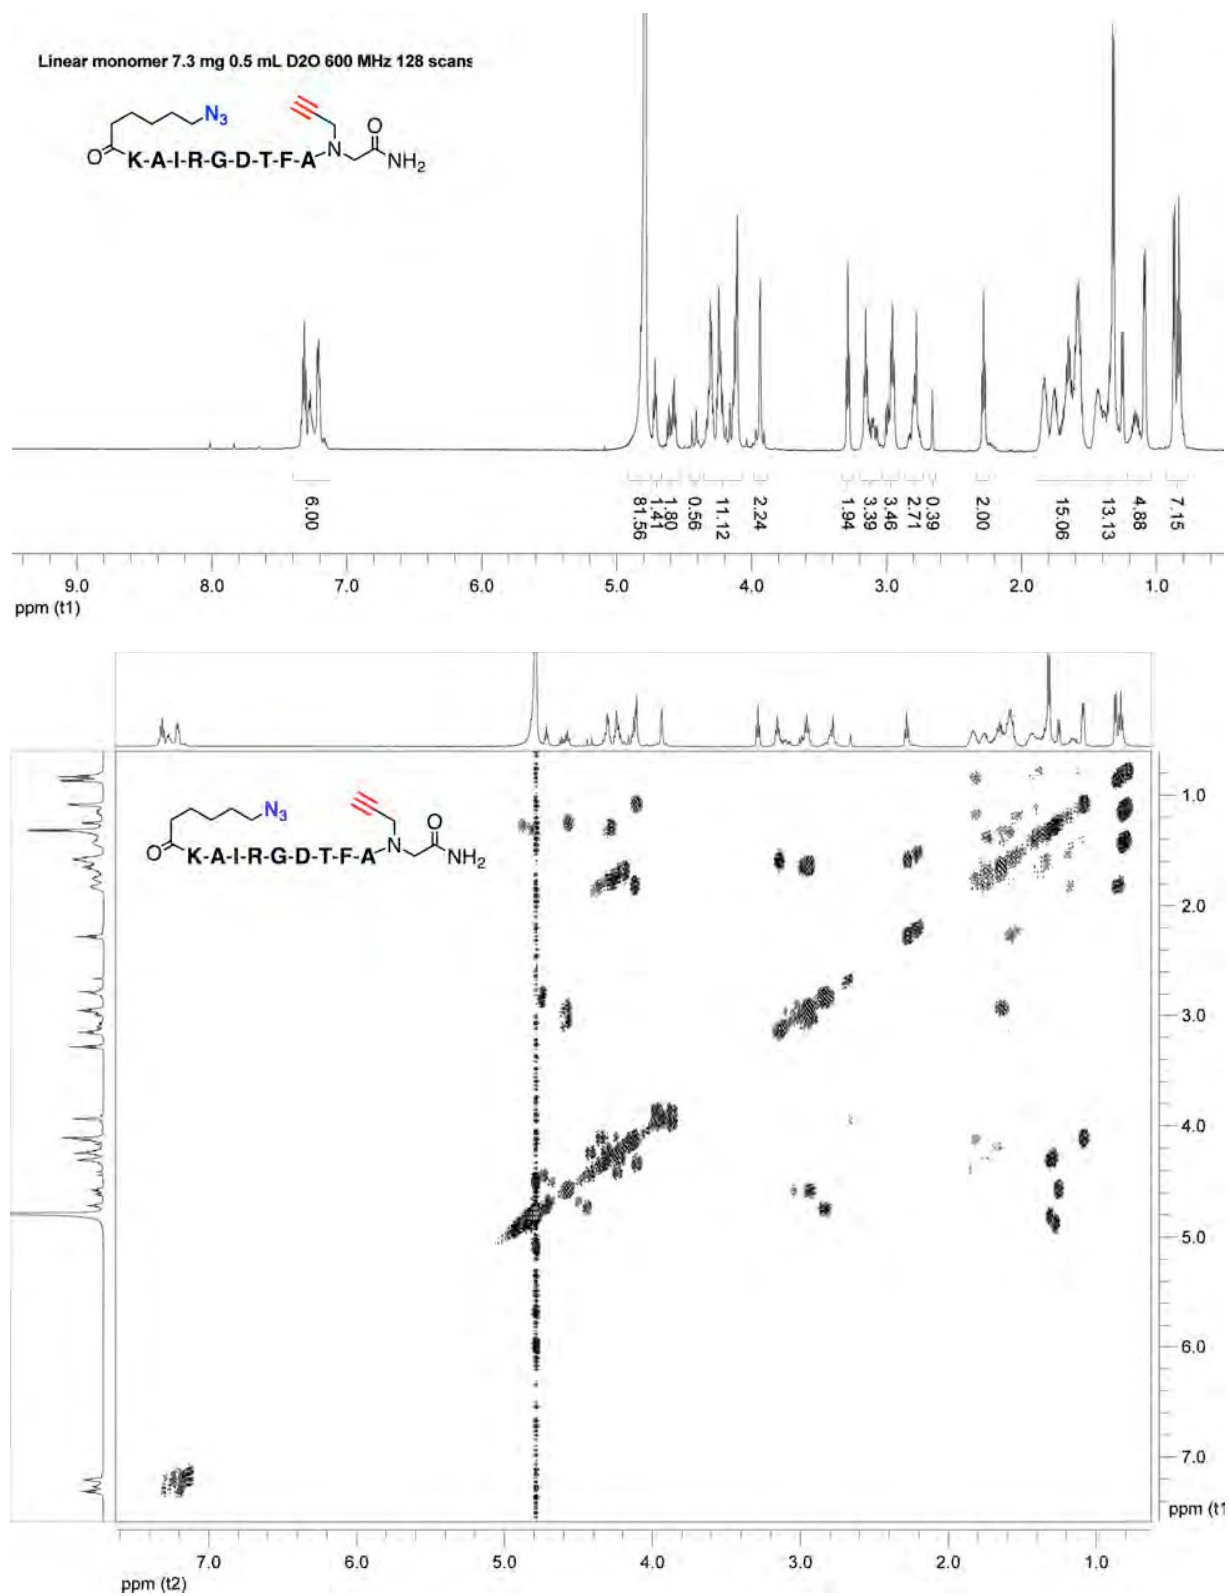 Linear monomer 7.3 mg 0.5 mL D2O 600 MHz 128 scans
N3
O
O
K-A-I-R-G-D-T-F-A N NH2
6.00
81.56
1.41
1.80
0.56
11.12
2.24
1.94
3.39
3.46
2.71
0.39
2.00
15.06
13.13
4.88
7.15
9.0 8.0 7.0 6.0 5.0 4.0 3.0 2.0 1.0
ppm (t1)
N3
O
O
K-A-I-R-G-D-T-F-A N NH2
1.0
2.0
3.0
4.0
5.0
6.0
7.0
ppm (t1
7.0 6.0 5.0 4.0 3.0 2.0 1.0
ppm (t2)